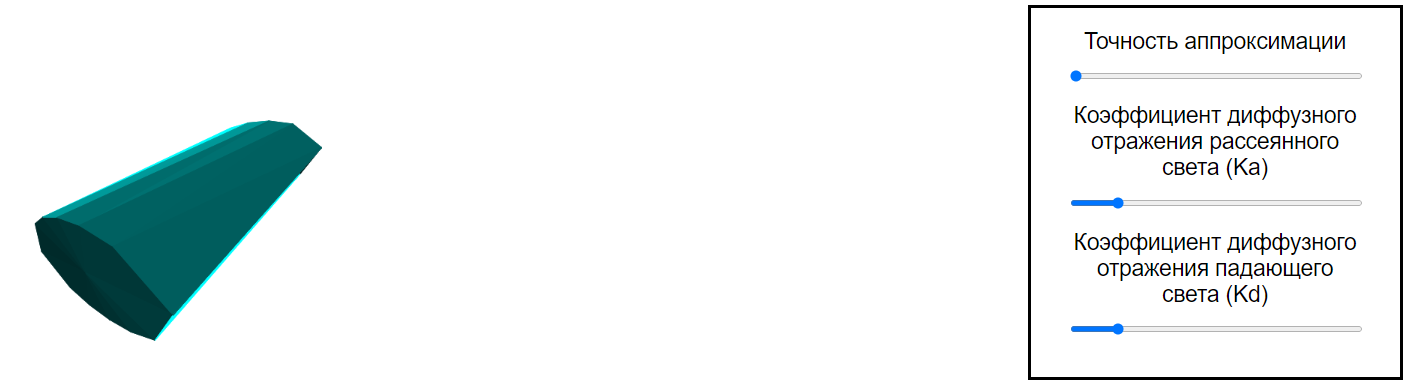 Точность аппроксимации
Коэффициент диффузного
отражения рассеянного
света (Ka)
Коэффициент диффузного
отражения падающего
света (Kd)